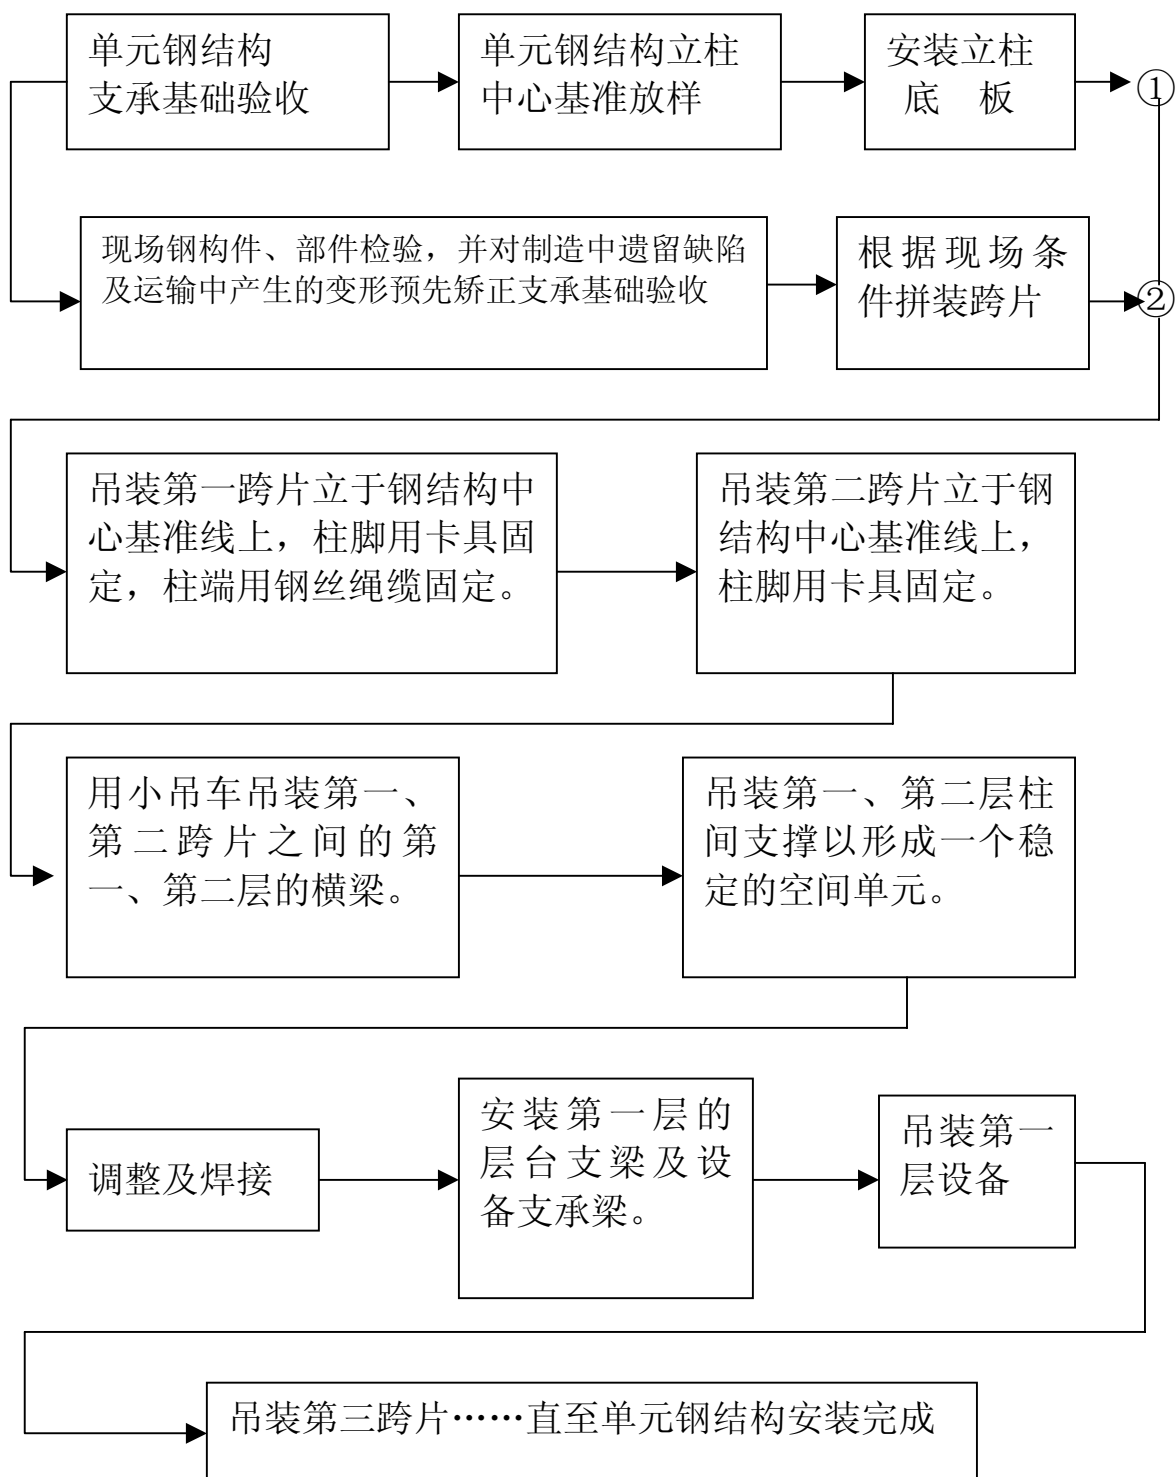 单元钢结构
支承基础验收
单元钢结构立柱
中心基准放样
安装立柱
底　板
①
现场钢构件、部件检验，并对制造中遗留缺陷
及运输中产生的变形预先矫正支承基础验收
根据现场条
件拼装跨片
②
吊装第一跨片立于钢结构中
心基准线上，柱脚用卡具固
定，柱端用钢丝绳缆固定。
吊装第二跨片立于钢
结构中心基准线上，
柱脚用卡具固定。
用小吊车吊装第一、
第二跨片之间的第
一、第二层的横梁。
吊装第一、第二层柱
间支撑以形成一个稳
定的空间单元。
调整及焊接
安装第一层的
层台支梁及设
备支承梁。
吊装第一
层设备
吊装第三跨片……直至单元钢结构安装完成